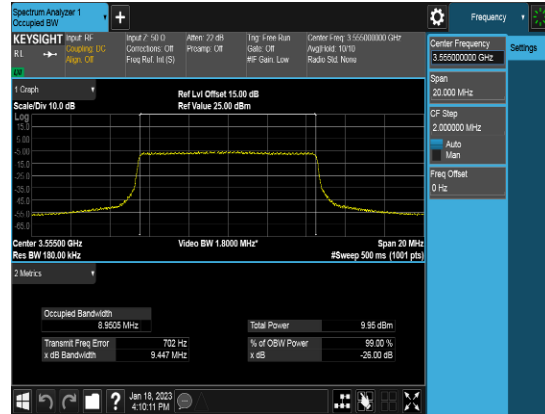 Spectrum Analyzer 1
Occupied BW
+
Frequency
KEYSIGHT Input: RF
R L
Coupling: DC
Align: Off
Input Z: 50 Ω
Corrections: Off
Freq Ref: Int (S)
Atten: 22 dB
Preamp: Off
Trig: Free Run
Gate: Off
#IF Gain: Low
Center Freq: 3.555000000 GHz
Avg|Hold: 10/10
Radio Std: None
Center Frequency
3.555000000 GHz
Settings
Span
20.000 MHz
CF Step
2.000000 MHz
Auto
Man
Freq Offset
0 Hz
1 Graph
Scale/Div 10.0 dB
Ref Lvl Offset 15.00 dB
Ref Value 25.00 dBm
Log
15.0
5.00
-5.00
-15.0
-25.0
-35.0
-45.0
-55.0
-65.0
Center 3.55500 GHz
Res BW 180.00 kHz
Video BW 1.8000 MHz*
Span 20 MHz
#Sweep 500 ms (1001 pts)
2 Metrics
Occupied Bandwidth
8.9505 MHz
Total Power 9.95 dBm
Transmit Freq Error 702 Hz
x dB Bandwidth 9.447 MHz
% of OBW Power 99.00 %
x dB -26.00 dB
?
Jan 18, 2023
4:10:11 PM